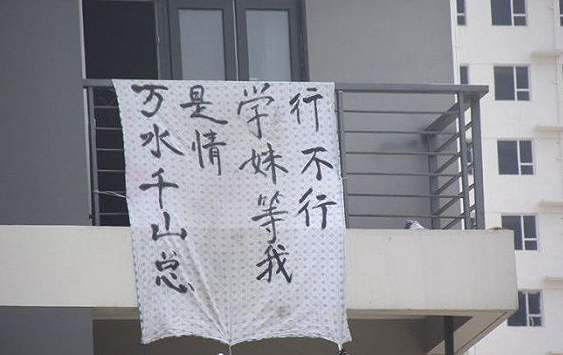 万水千山总
是情
学妹等我
行不行